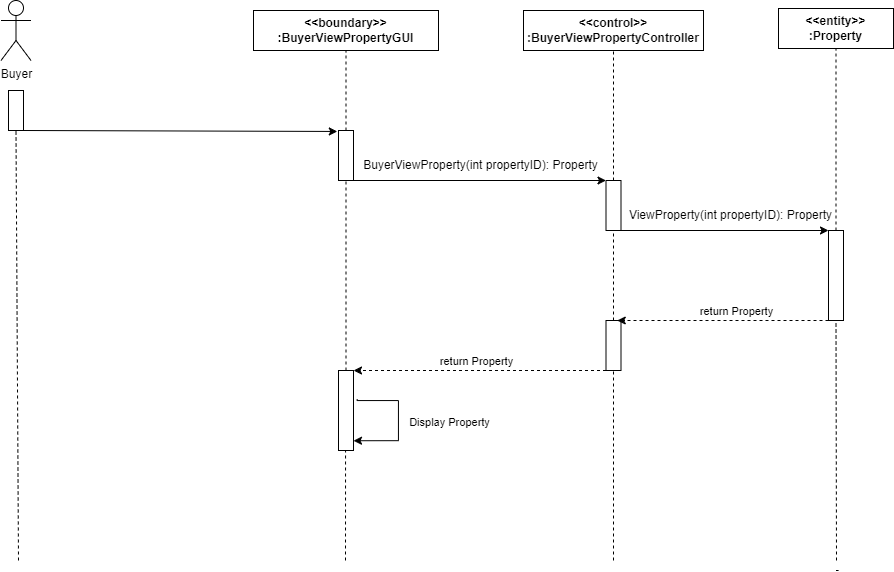 <<boundary>>
:BuyerViewPropertyGUI
<<control>>
:BuyerViewPropertyController
<<entity>>
:Property
Buyer
BuyerViewProperty(int propertyID): Property
ViewProperty(int propertyID): Property
return Property
return Property
Display Property